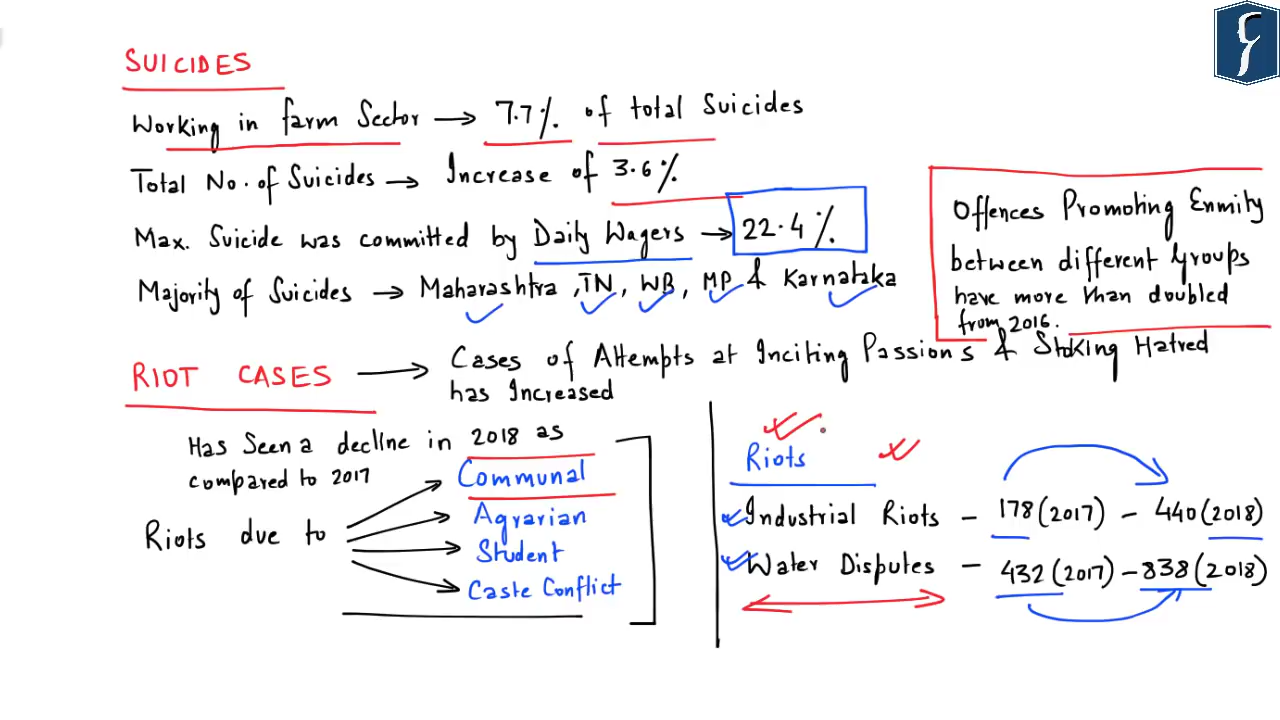 SUICIDES
Working in farm Sector → 7.7% of total Suicides
Total No. of Suicides → Increase of 3.6%
Max. Suicide was committed by Daily Wagers → 22.4%
Majority of Suicides → Maharashtra, TN, WB, MP & Karnataka
Offences Promoting Enmity
between different Groups
have more than doubled
from 2016.
RIOT CASES → Cases of Attempts at Inciting Passions & Stoking Hatred
has Increased
Has Seen a decline in 2018 as
compared to 2017
Riots due to
Communal
Agrarian
Student
Caste Conflict
Riots
Industrial Riots - 178 (2017) - 440 (2018)
Water Disputes - 432 (2017) - 838 (2018)